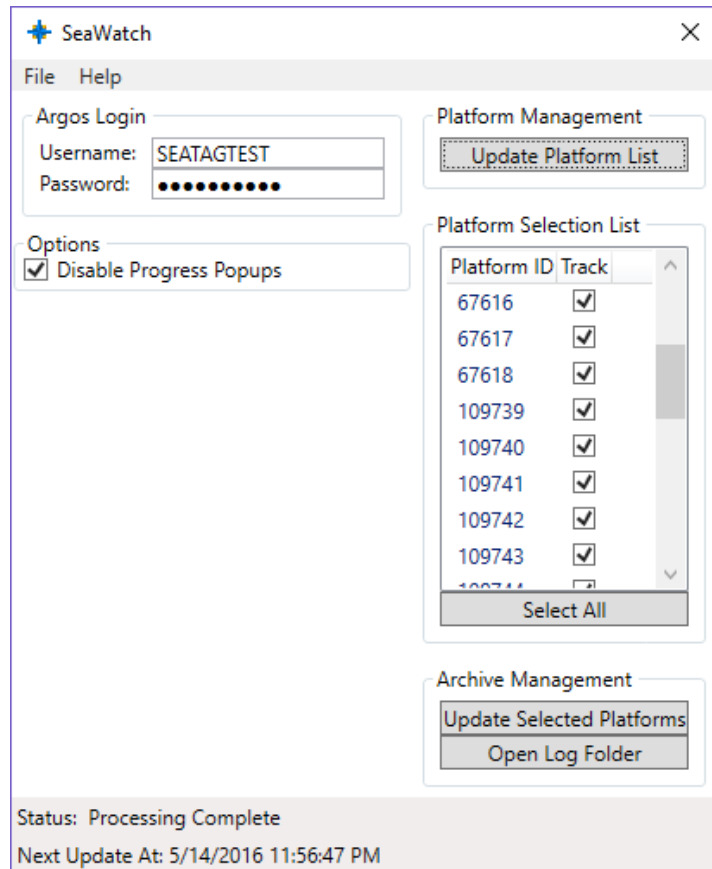 SeaWatch
File Help
Argos Login
Username: SEATAGTEST
Password: ●●●●●●●●●●
Options
Disable Progress Popups
Platform Management
Update Platform List
Platform Selection List
Platform ID Track
67616
67617
67618
109739
109740
109741
109742
109743
Select All
Archive Management
Update Selected Platforms
Open Log Folder
Status: Processing Complete
Next Update At: 5/14/2016 11:56:47 PM